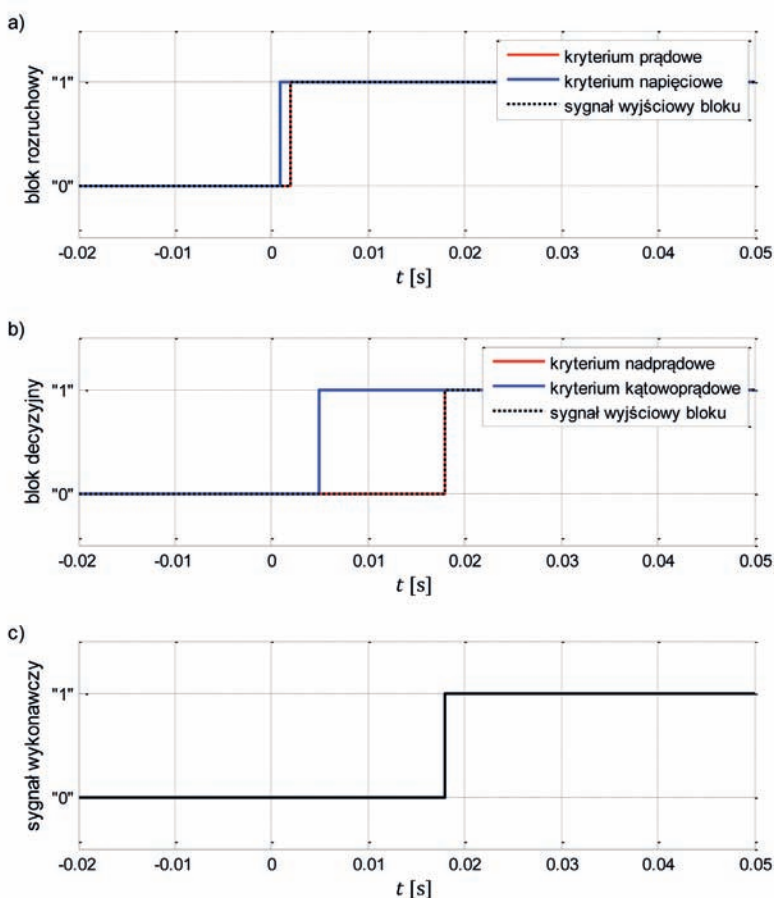 a)
kryterium prądowe
kryterium napięciowe
sygnał wyjściowy bloku
blok rozruchowy
"1"
"0"
-0.02 -0.01 0 0.01 0.02 0.03 0.04 0.05
t [s]
b)
kryterium nadprądowe
kryterium kątowoprądowe
sygnał wyjściowy bloku
blok decyzyjny
"1"
"0"
-0.02 -0.01 0 0.01 0.02 0.03 0.04 0.05
t [s]
c)
sygnał wykonawczy
"1"
"0"
-0.02 -0.01 0 0.01 0.02 0.03 0.04 0.05
t [s]